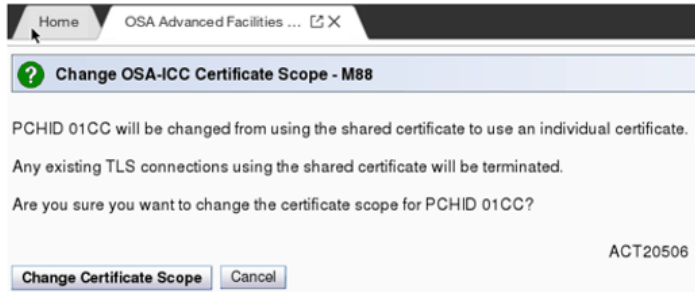 Home
OSA Advanced Facilities ...
Change OSA-ICC Certificate Scope - M88
PCHID 01CC will be changed from using the shared certificate to use an individual certificate.
Any existing TLS connections using the shared certificate will be terminated.
Are you sure you want to change the certificate scope for PCHID 01CC?
ACT20506
Change Certificate Scope
Cancel